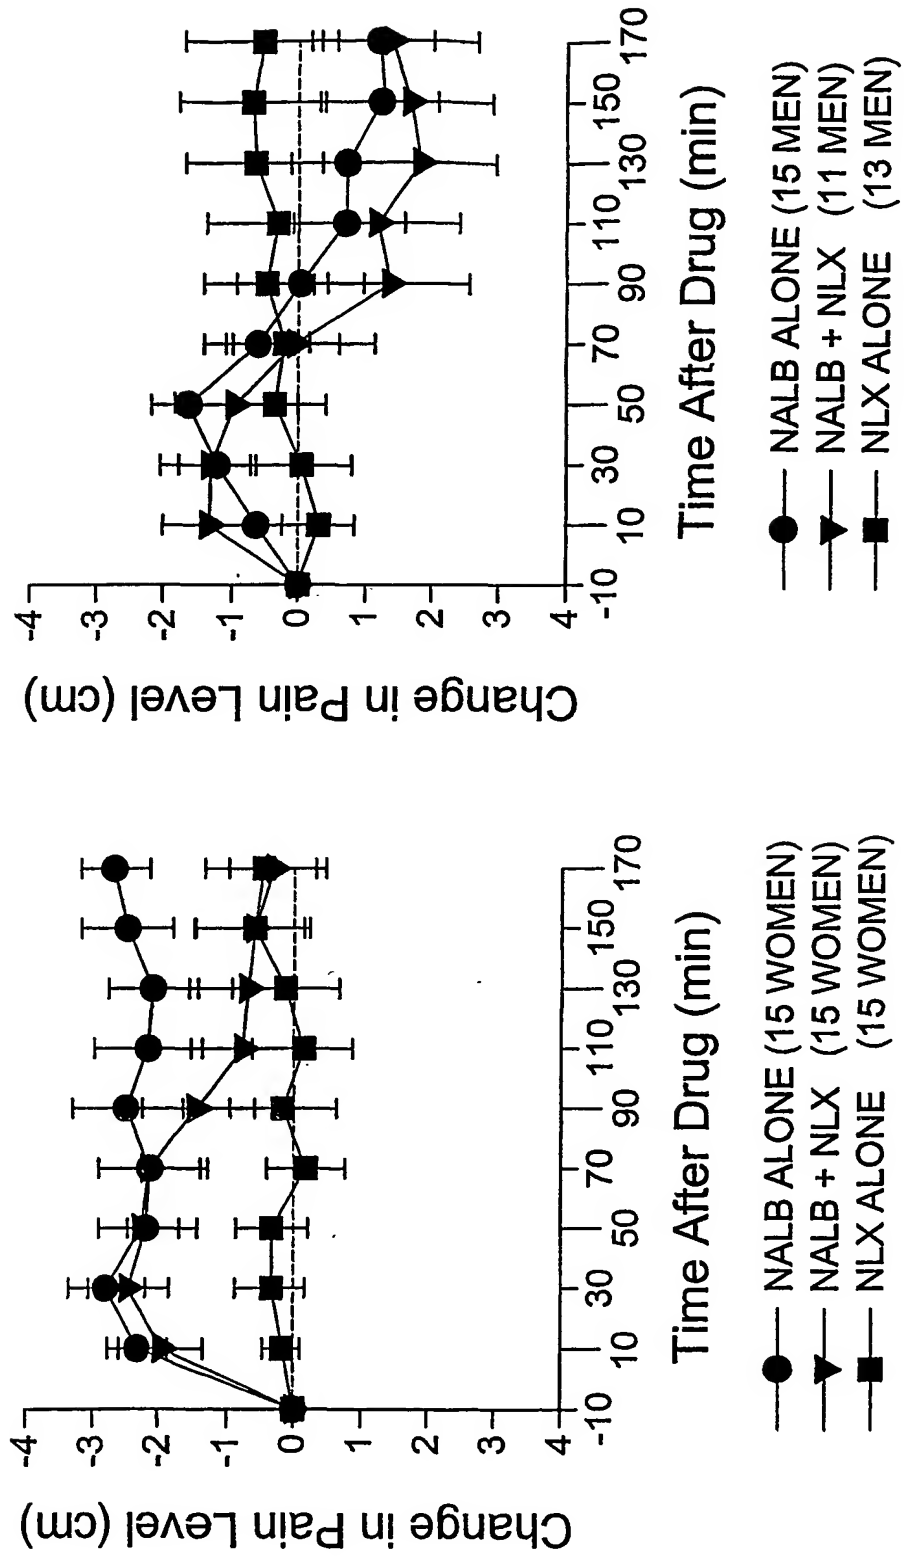 Change in Pain Level (cm)
-4
-3
-2
-1
0
1
2
3
4
-10 10 30 50 70 90 110 130 150 170
Time After Drug (min)
NALB ALONE (15 WOMEN)
NALB + NLX (15 WOMEN)
NLX ALONE (15 WOMEN)
Change in Pain Level (cm)
-4
-3
-2
-1
0
1
2
3
4
-10 10 30 50 70 90 110 130 150 170
Time After Drug (min)
NALB ALONE (15 MEN)
NALB + NLX (11 MEN)
NLX ALONE (13 MEN)